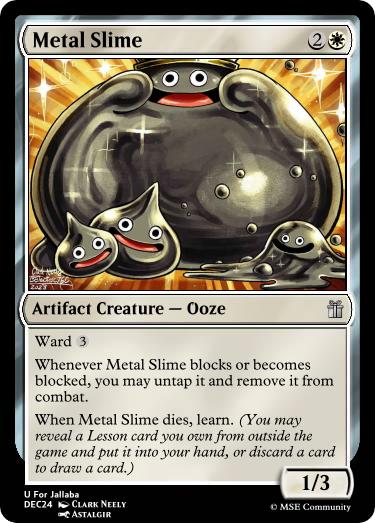 Metal Slime 2
Artifact Creature — Ooze
Ward 3
Whenever Metal Slime blocks or becomes
blocked, you may untap it and remove it from
combat.
When Metal Slime dies, learn. (You may
reveal a Lesson card you own from outside the
game and put it into your hand, or discard a
card to draw a card.)
1/3
U For Jallaba
DEC24 Clark Neely
Astalgir
© MSE Community